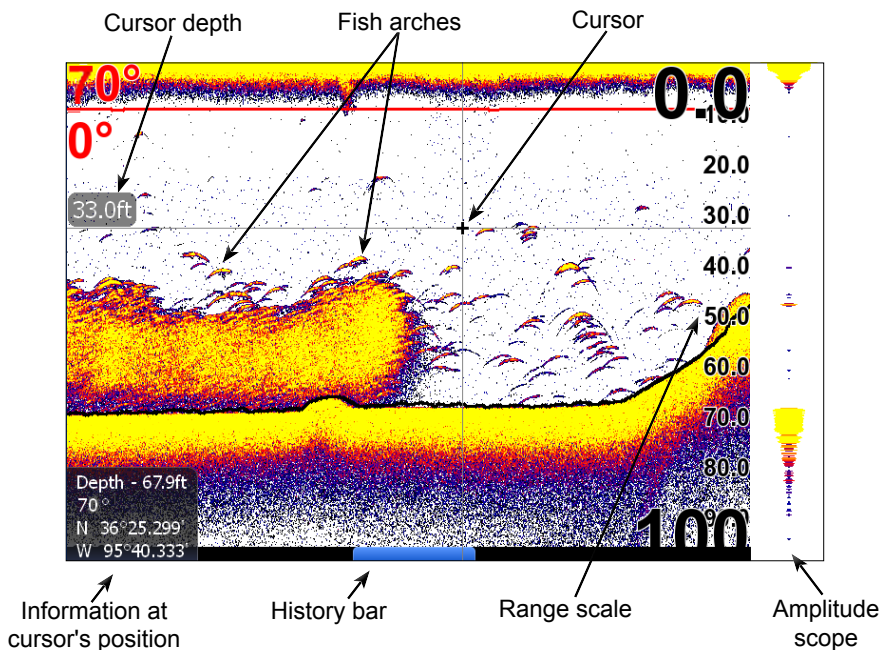 Cursor depth
Fish arches
Cursor
70°
0°
0.0
10.0
20.0
30.0
33.0ft
40.0
50.0
60.0
70.0
80.0
Depth - 67.9ft
70 °
N 36°25.299'
W 95°40.333'
100
Information at
cursor's position
History bar
Range scale
Amplitude
scope